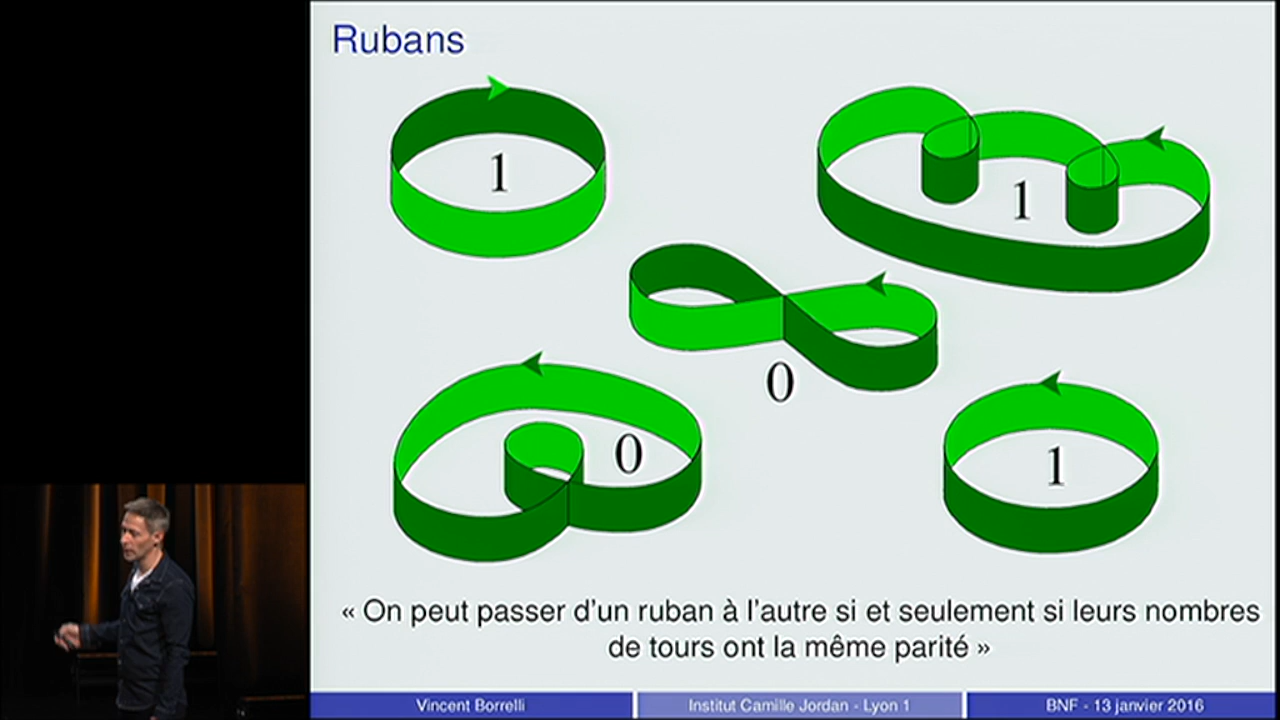 Rubans
1
1
0
0
1
« On peut passer d'un ruban à l'autre si et seulement si leurs nombres
de tours ont la même parité »
Vincent Borrelli
Institut Camille Jordan - Lyon 1
BNF - 13 janvier 2016